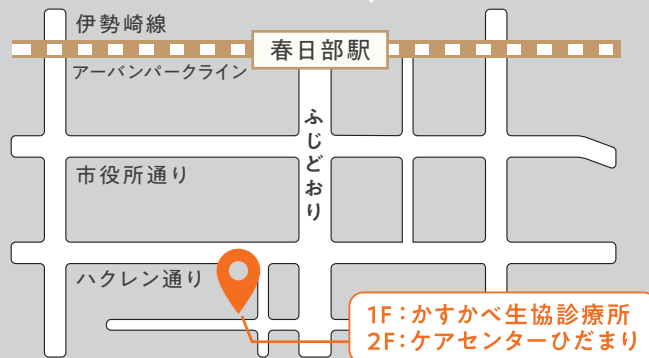 伊勢崎線
春日部駅
アーバンパークライン
ふじどおり
市役所通り
ハクレン通り
1F：かすかべ生協診療所
2F：ケアセンターひだまり